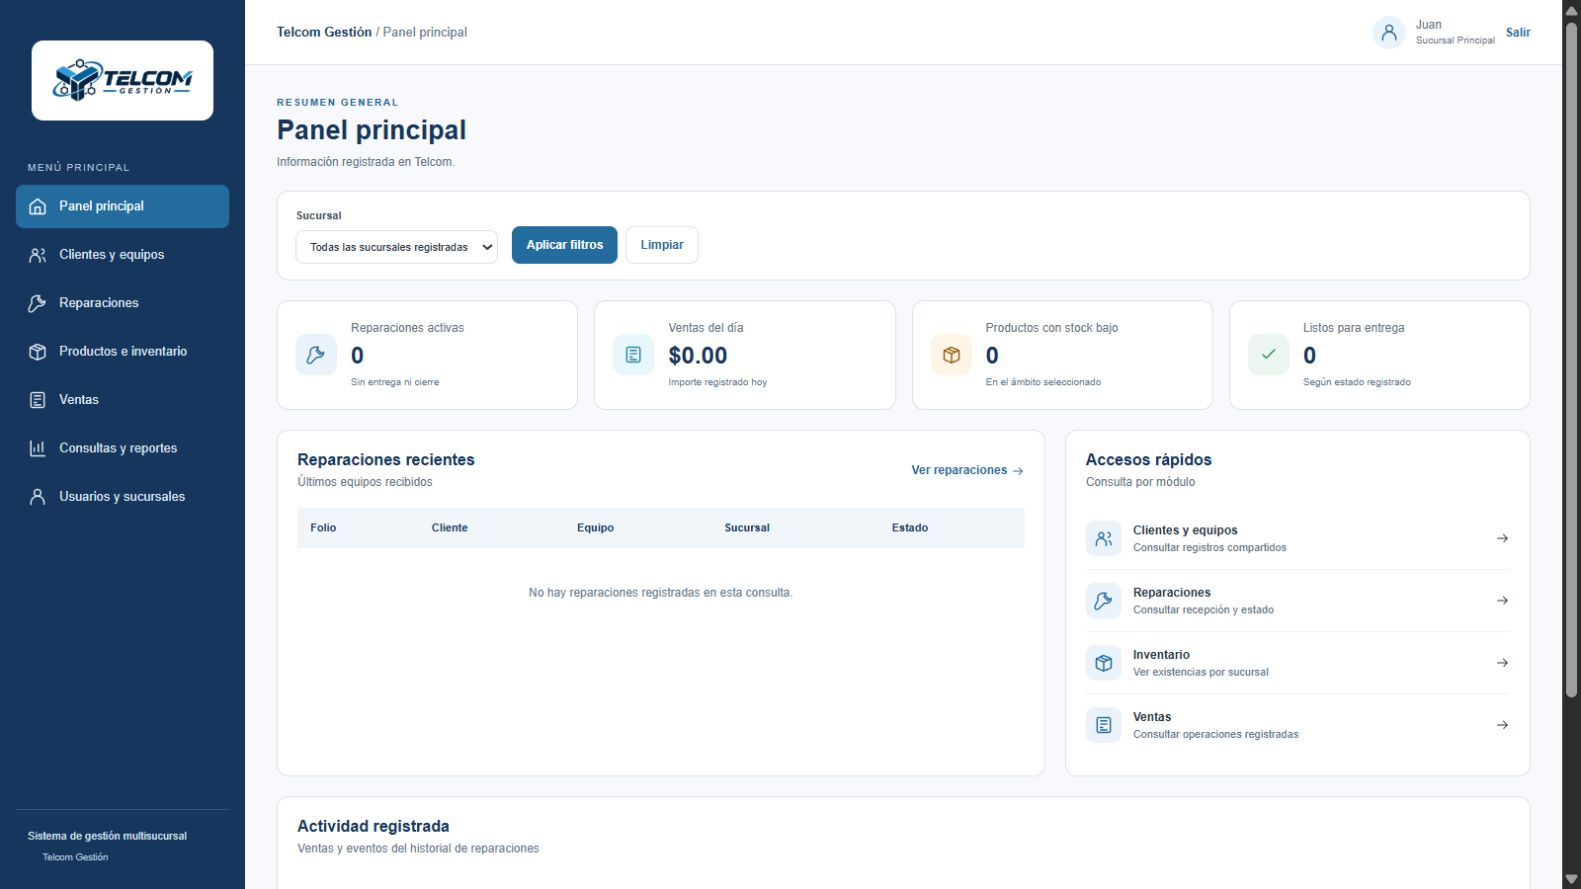 TELCOM
GESTIÓN
MENÚ PRINCIPAL
Panel principal
Clientes y equipos
Reparaciones
Productos e inventario
Ventas
Consultas y reportes
Usuarios y sucursales
Sistema de gestión multisucursal
Telcom Gestión
Telcom Gestión / Panel principal
Juan
Sucursal Principal
Salir
RESUMEN GENERAL
Panel principal
Información registrada en Telcom.
Sucursal
Todas las sucursales registradas
Aplicar filtros
Limpiar
Reparaciones activas
0
Sin entrega ni cierre
Ventas del día
$0.00
Importe registrado hoy
Productos con stock bajo
0
En el ámbito seleccionado
Listos para entrega
0
Según estado registrado
Reparaciones recientes
Últimos equipos recibidos
Ver reparaciones →
Folio Cliente Equipo Sucursal Estado
No hay reparaciones registradas en esta consulta.
Accesos rápidos
Consulta por módulo
Clientes y equipos
Consultar registros compartidos
Reparaciones
Consultar recepción y estado
Inventario
Ver existencias por sucursal
Ventas
Consultar operaciones registradas
Actividad registrada
Ventas y eventos del historial de reparaciones